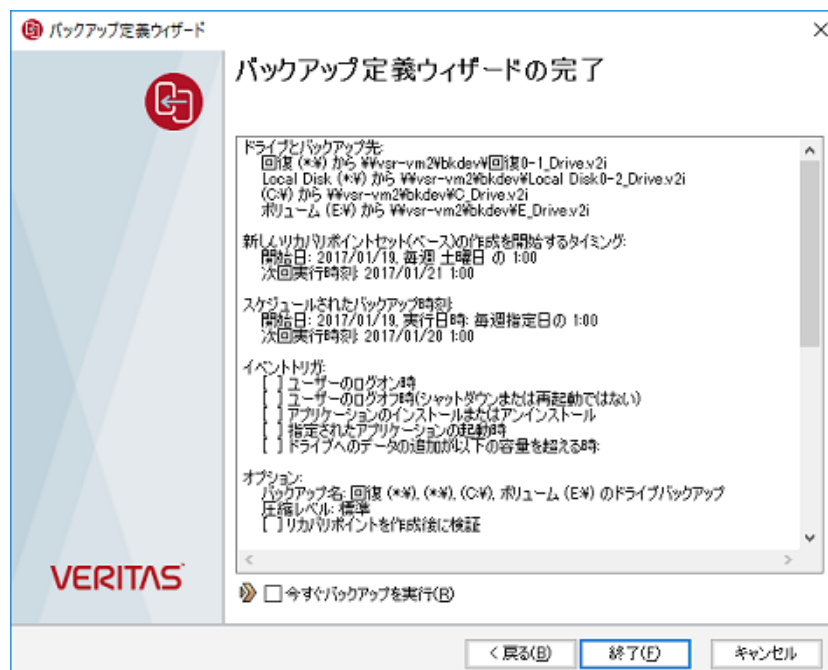 バックアップ定義ウィザード
バックアップ定義ウィザードの完了
ドライブとバックアップ先:
回復 (*:¥) から ¥¥vsr-vm2¥bkdev¥回復0-1_Drive.v2i
Local Disk (*:¥) から ¥¥vsr-vm2¥bkdev¥Local Disk0-2_Drive.v2i
(C:¥) から ¥¥vsr-vm2¥bkdev¥C_Drive.v2i
ボリューム (E:¥) から ¥¥vsr-vm2¥bkdev¥E_Drive.v2i
新しいリカバリポイントセット(ベース)の作成を開始するタイミング:
開始日: 2017/01/19, 毎週 土曜日 の 1:00
次回実行時刻: 2017/01/21 1:00
スケジュールされたバックアップ時刻:
開始日: 2017/01/19, 実行日時: 毎週指定日の 1:00
次回実行時刻: 2017/01/20 1:00
イベントトリガ:
[ ] ユーザーのログオン時
[ ] ユーザーのログオフ時(シャットダウンまたは再起動ではない)
[ ] アプリケーションのインストールまたはアンインストール
[ ] 指定されたアプリケーションの起動時
[ ] ドライブへのデータの追加が以下の容量を超える時:
オプション:
バックアップ名: 回復 (*:¥), (*:¥), (C:¥), ボリューム (E:¥) のドライブバックアップ
圧縮レベル: 標準
[ ] リカバリポイントを作成後に検証
VERITAS
今すぐバックアップを実行(R)
< 戻る(B)
終了(F)
キャンセル